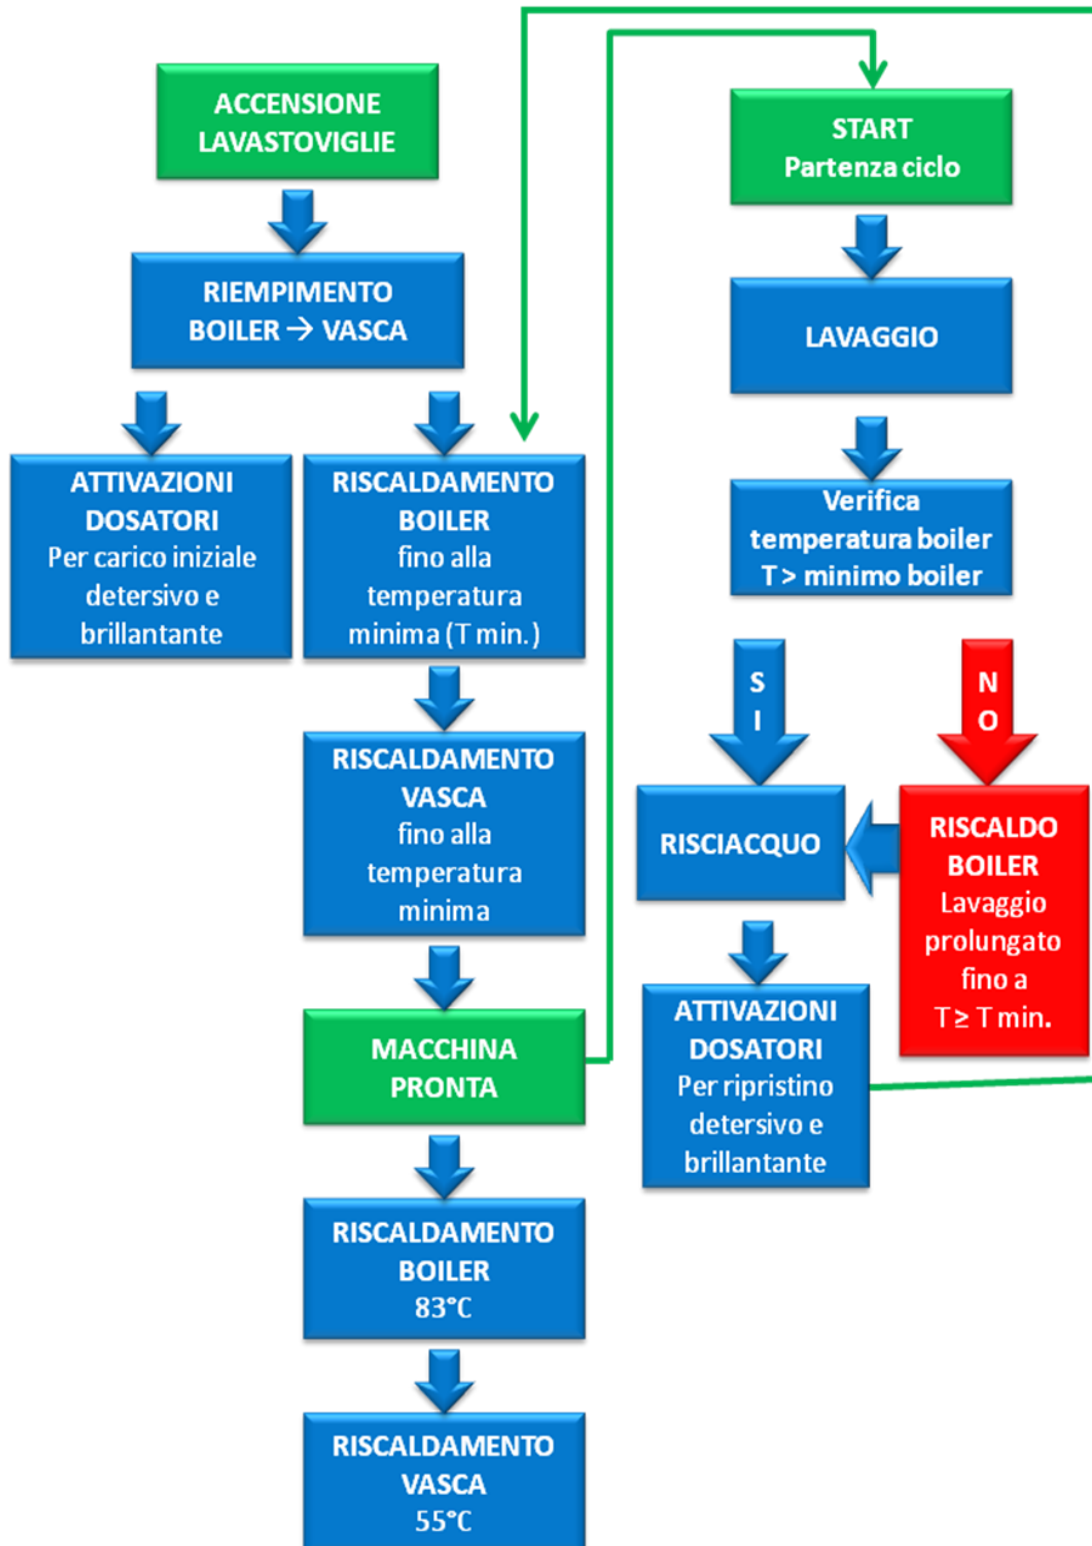 ACCENSIONE
LAVASTOVIGLIE
RIEMPIMENTO
BOILER → VASCA
ATTIVAZIONI
DOSATORI
Per carico iniziale
detersivo e
brillantante
RISCALDAMENTO
BOILER
fino alla
temperatura
minima (T min.)
RISCALDAMENTO
VASCA
fino alla
temperatura
minima
MACCHINA
PRONTA
RISCALDAMENTO
BOILER
83°C
RISCALDAMENTO
VASCA
55°C
START
Partenza ciclo
LAVAGGIO
Verifica
temperatura boiler
T > minimo boiler
S
I
N
O
RISCIACQUO
RISCALDO
BOILER
Lavaggio
prolungato
fino a
T ≥ T min.
ATTIVAZIONI
DOSATORI
Per ripristino
detersivo e
brillantante